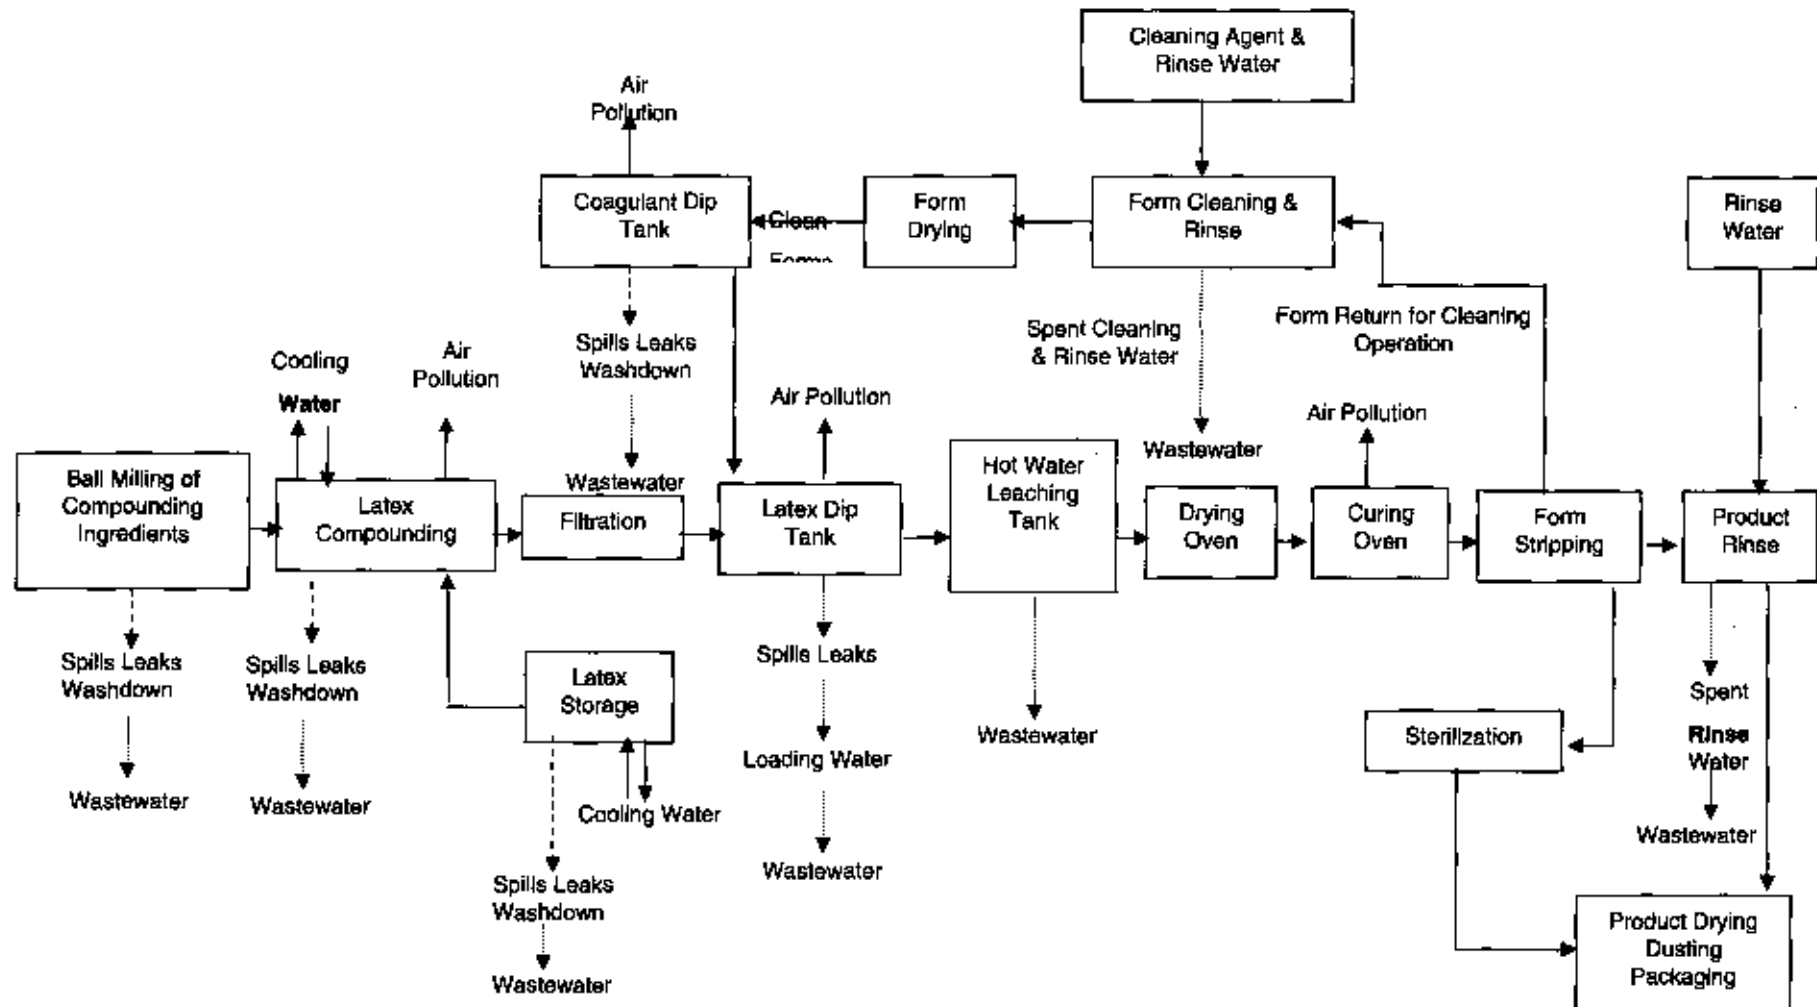 Cleaning Agent &
Rinse Water
Air
Pollution
Coagulant Dip
Tank
Clean
Form
Drying
Form Cleaning &
Rinse
Rinse
Water
Spills Leaks
Washdown
Wastewater
Spent Cleaning
& Rinse Water
Wastewater
Form Return for Cleaning
Operation
Cooling
Water
Air
Pollution
Air Pollution
Air Pollution
Ball Milling of
Compounding
Ingredients
Latex
Compounding
Filtration
Latex Dip
Tank
Hot Water
Leaching
Tank
Drying
Oven
Curing
Oven
Form
Stripping
Product
Rinse
Spills Leaks
Washdown
Wastewater
Spills Leaks
Washdown
Wastewater
Latex
Storage
Cooling Water
Spills Leaks
Washdown
Wastewater
Spills Leaks
Loading Water
Wastewater
Wastewater
Sterilization
Spent
Rinse
Water
Wastewater
Product Drying
Dusting
Packaging